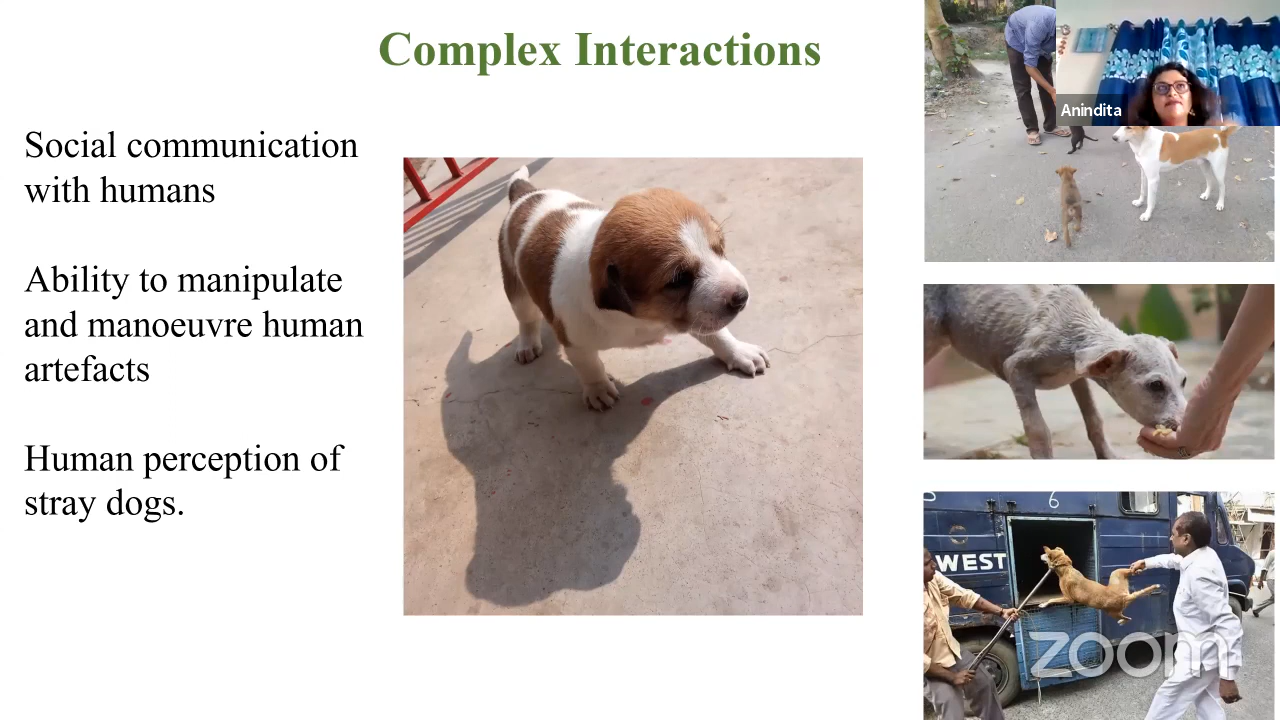 Complex Interactions
Social communication
with humans
Ability to manipulate
and manoeuvre human
artefacts
Human perception of
stray dogs.
Anindita
6
WEST
zoom